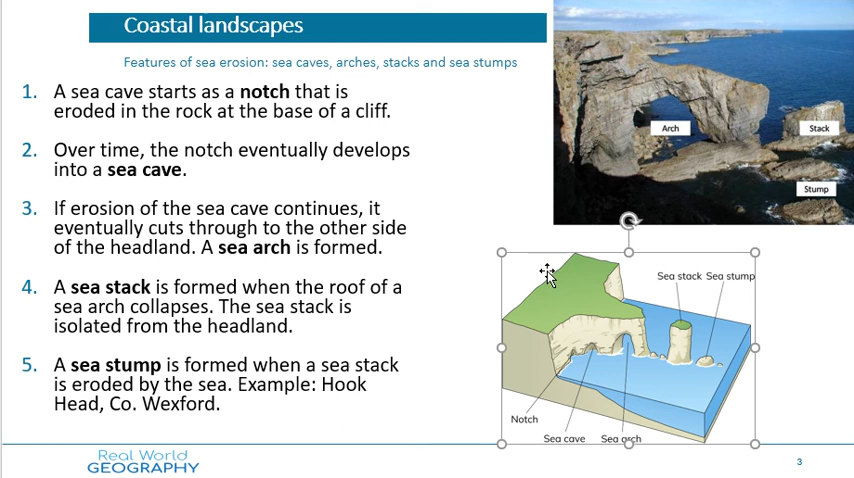 Coastal landscapes
Features of sea erosion: sea caves, arches, stacks and sea stumps
1. A sea cave starts as a notch that is
eroded in the rock at the base of a cliff.
2. Over time, the notch eventually develops
into a sea cave.
3. If erosion of the sea cave continues, it
eventually cuts through to the other side
of the headland. A sea arch is formed.
4. A sea stack is formed when the roof of a
sea arch collapses. The sea stack is
isolated from the headland.
5. A sea stump is formed when a sea stack
is eroded by the sea. Example: Hook
Head, Co. Wexford.
Arch
Stack
Stump
Sea stack Sea stump
Notch
Sea cave Sea arch
Real World
GEOGRAPHY
3